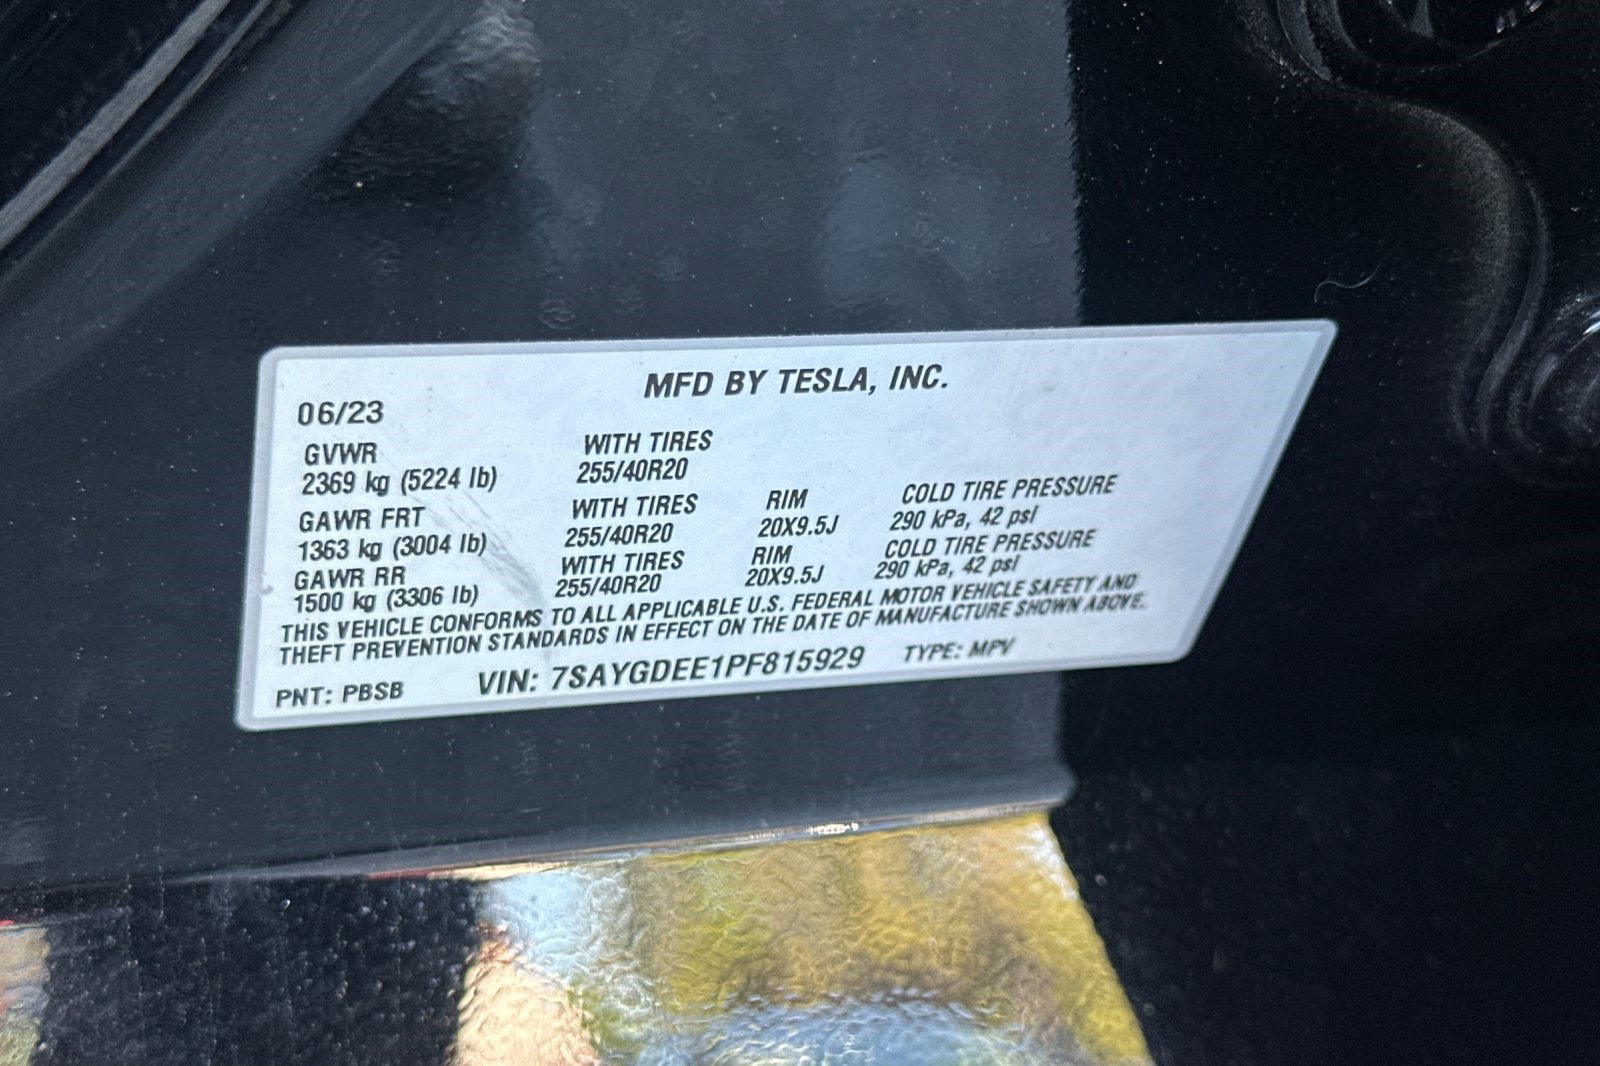 MFD BY TESLA, INC.
06/23
GVWR WITH TIRES
2369 kg (5224 lb) 255/40R20
GAWR FRT WITH TIRES RIM COLD TIRE PRESSURE
1363 kg (3004 lb) 255/40R20 20X9.5J 290 kPa, 42 psi
GAWR RR WITH TIRES RIM COLD TIRE PRESSURE
1500 kg (3306 lb) 255/40R20 20X9.5J 290 kPa, 42 psi
THIS VEHICLE CONFORMS TO ALL APPLICABLE U.S. FEDERAL MOTOR VEHICLE SAFETY AND
THEFT PREVENTION STANDARDS IN EFFECT ON THE DATE OF MANUFACTURE SHOWN ABOVE.
PNT: PBSB VIN: 7SAYGDEE1PF815929 TYPE: MPV